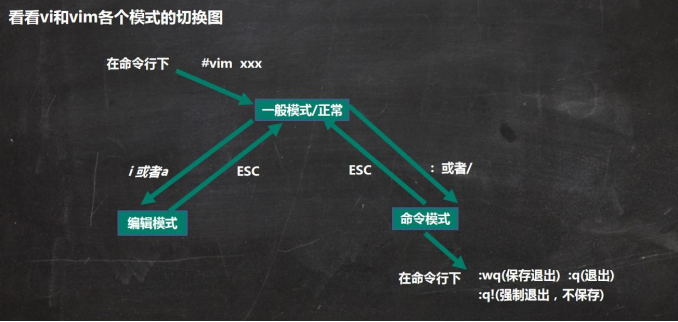 看看vi和vim各个模式的切换图
在命令行下 #vim xxx
一般模式/正常
i 或者a
ESC
ESC
: 或者/
编辑模式
命令模式
在命令行下
:wq(保存退出) :q(退出)
:q!(强制退出，不保存)